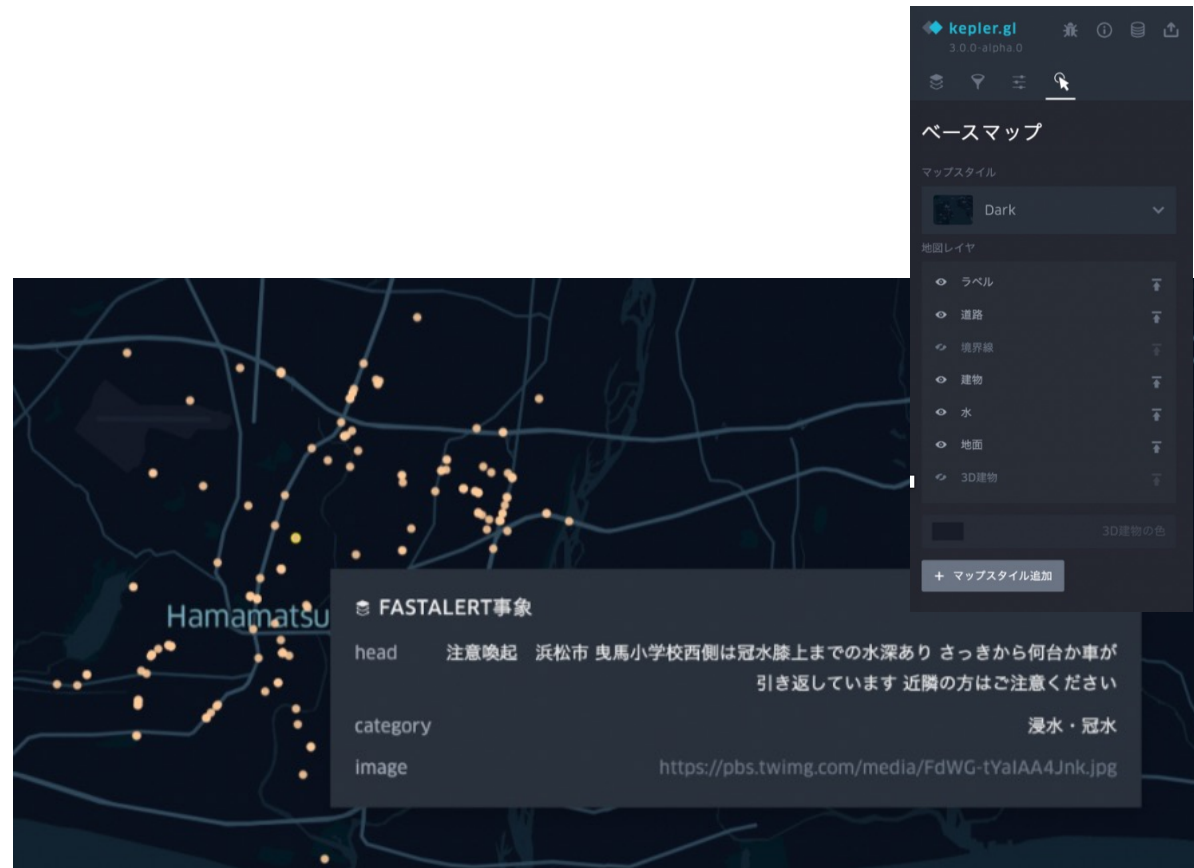 kepler.gl
3.0.0-alpha.0
ベースマップ
マップスタイル
Dark
地図レイヤ
ラベル
道路
境界線
建物
水
地面
3D建物
3D建物の色
+ マップスタイル追加
Hamamatsu
FASTALERT事象
head 注意喚起 浜松市 曳馬小学校西側は冠水膝上までの水深あり さっきから何台か車が
引き返しています 近隣の方はご注意ください
category 浸水・冠水
image https://pbs.twimg.com/media/FdWG-tYaIAA4Jnk.jpg